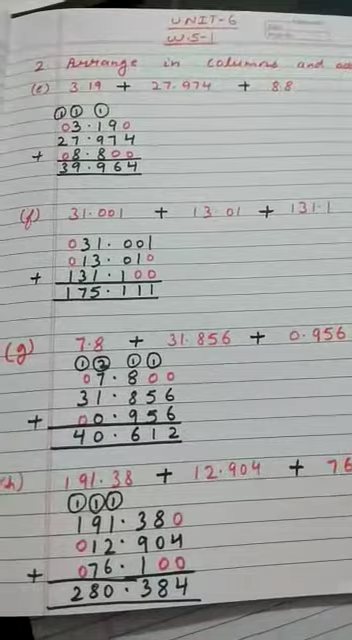 UNIT-6
W.S-1
2 Arrange in columns and
(e) 3.19 + 27.974 + 8.8
1 1 1
03.190
27.974
+ 08.800
39.964
(f) 31.001 + 13.01 + 131.1
031.001
013.010
+ 131.100
175.111
(g) 7.8 + 31.856 + 0.956
1 2 1 1
07.800
31.856
+ 00.956
40.612
(h) 191.38 + 12.904 + 76
1 1 1
191.380
012.904
+ 076.100
280.384